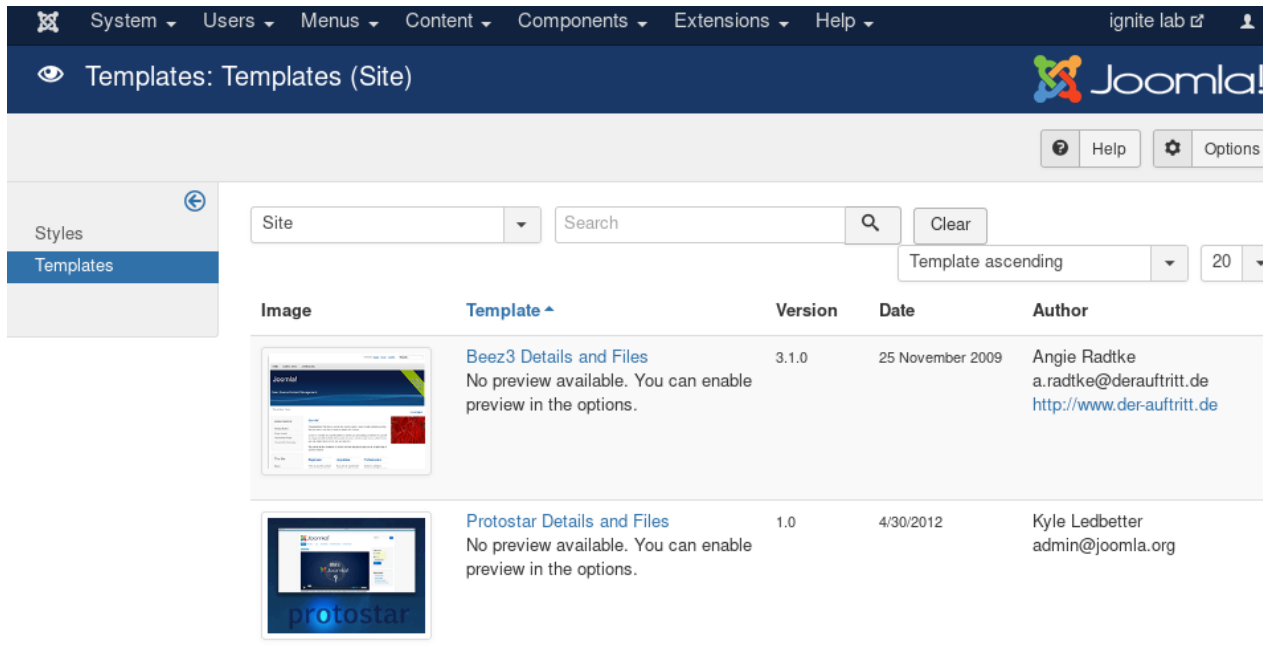 System Users Menus Content Components Extensions Help ignite lab
Templates: Templates (Site) Joomla!
Help Options
Styles
Templates
Site Search Clear
Template ascending 20
Image Template Version Date Author
Beez3 Details and Files 3.1.0 25 November 2009 Angie Radtke
No preview available. You can enable a.radtke@derauftritt.de
preview in the options. http://www.der-auftritt.de
Joomla!
Protostar Details and Files 1.0 4/30/2012 Kyle Ledbetter
No preview available. You can enable admin@joomla.org
preview in the options.
Joomla!
protostar